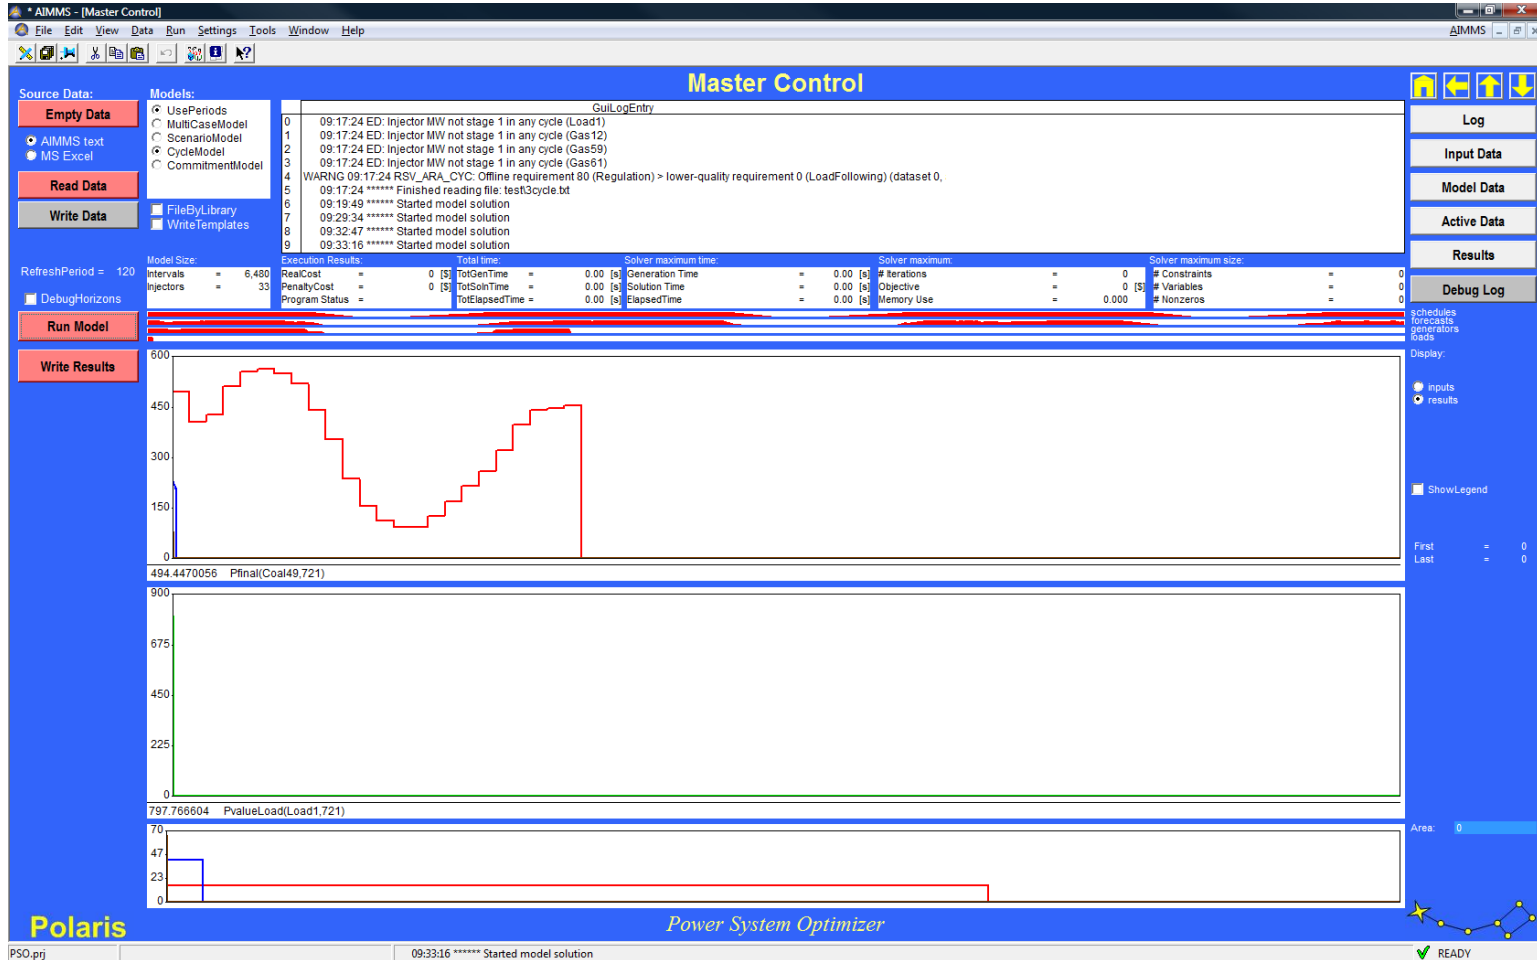 * AIMMS - [Master Control]
File Edit View Data Run Settings Tools Window Help
AIMMS
Master Control
Source Data:
Empty Data
AIMMS text
MS Excel
Read Data
Write Data
RefreshPeriod = 120
DebugHorizons
Run Model
Write Results
Models:
UsePeriods
MultiCaseModel
ScenarioModel
CycleModel
CommitmentModel
FileByLibrary
WriteTemplates
GuiLogEntry
0 09:17:24 ED: Injector MW not stage 1 in any cycle (Load1)
1 09:17:24 ED: Injector MW not stage 1 in any cycle (Gas12)
2 09:17:24 ED: Injector MW not stage 1 in any cycle (Gas59)
3 09:17:24 ED: Injector MW not stage 1 in any cycle (Gas61)
4 WARNG 09:17:24 RSV_ARA_CYC: Offline requirement 80 (Regulation) > lower-quality requirement 0 (LoadFollowing) (dataset 0,
5 09:17:24 ****** Finished reading file: test\3cycle.txt
6 09:19:49 ****** Started model solution
7 09:29:34 ****** Started model solution
8 09:32:47 ****** Started model solution
9 09:33:16 ****** Started model solution
Model Size: Execution Results: Total time: Solver maximum time: Solver maximum: Solver maximum size:
Intervals = 6,480 RealCost = 0 [$] TotGenTime = 0.00 [s] Generation Time = 0.00 [s] # Iterations = 0 # Constraints = 0
Injectors = 33 PenaltyCost = 0 [$] TotSolnTime = 0.00 [s] Solution Time = 0.00 [s] Objective = 0 [$] # Variables = 0
Program Status = TotElapsedTime = 0.00 [s] ElapsedTime = 0.00 [s] Memory Use = 0.000 # Nonzeros = 0
Log
Input Data
Model Data
Active Data
Results
Debug Log
schedules
forecasts
generators
loads
Display:
inputs
results
ShowLegend
First = 0
Last = 0
Area: 0
600
450
300
150
0
494.4470056 Pfinal(Coal49,721)
900
675
450
225
0
797.766604 PvalueLoad(Load1,721)
70
47
23
0
Polaris
Power System Optimizer
PSO.prj
09:33:16 ****** Started model solution
READY